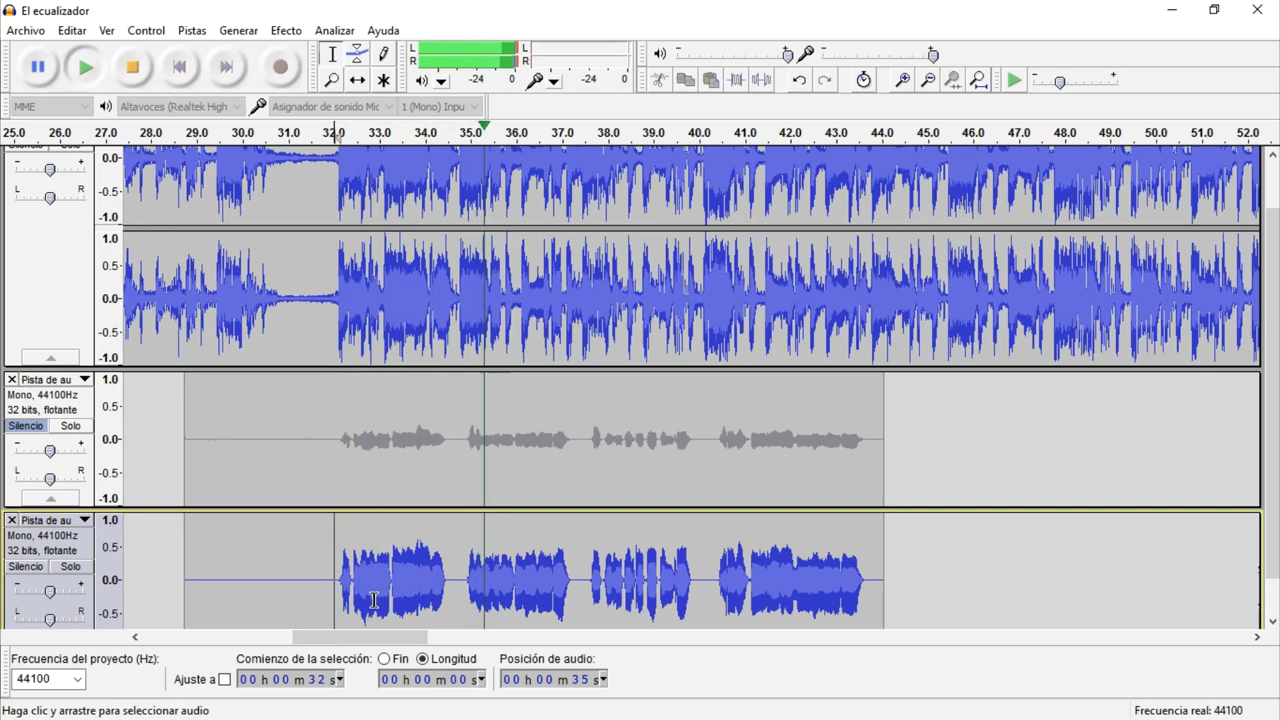 El ecualizador
Archivo Editar Ver Control Pistas Generar Efecto Analizar Ayuda
L L
R R
-24 0 -24 0
MME Altavoces (Realtek High Asignador de sonido Mic 1 (Mono) Inpu
25.0 26.0 27.0 28.0 29.0 30.0 31.0 32.0 33.0 34.0 35.0 36.0 37.0 38.0 39.0 40.0 41.0 42.0 43.0 44.0 45.0 46.0 47.0 48.0 49.0 50.0 51.0 52.0
Silencio Solo
0.0
- +
-0.5
L R
-1.0
1.0
0.5
0.0
-0.5
-1.0
Pista de au 1.0
Mono, 44100Hz
32 bits, flotante 0.5
Silencio Solo 0.0
- +
L R -0.5
-1.0
Pista de au 1.0
Mono, 44100Hz
32 bits, flotante 0.5
Silencio Solo 0.0
- +
L R -0.5
Frecuencia del proyecto (Hz): Comienzo de la selección: Fin Longitud Posición de audio:
44100 Ajuste a 00 h 00 m 32 s 00 h 00 m 00 s 00 h 00 m 35 s
Haga clic y arrastre para seleccionar audio Frecuencia real: 44100